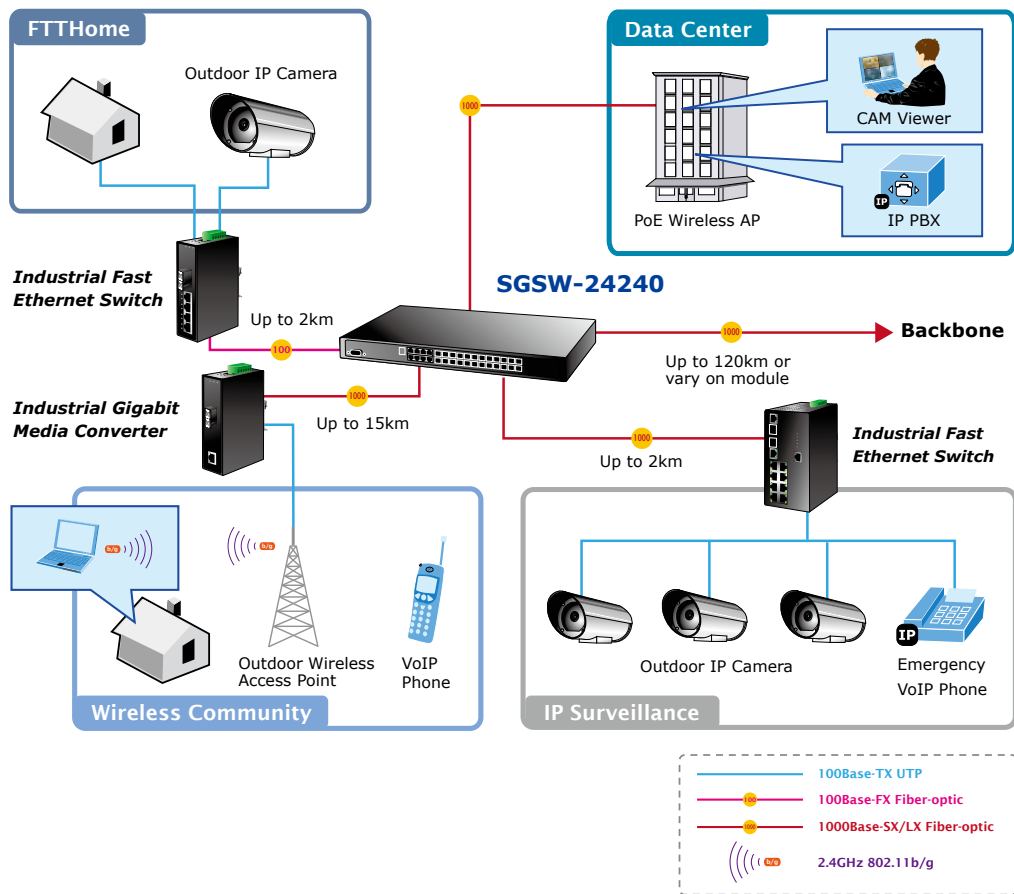 FTTHome
Outdoor IP Camera
Data Center
CAM Viewer
PoE Wireless AP
IP
IP PBX
1000
Industrial Fast
Ethernet Switch
SGSW-24240
Up to 2km
100
1000
Backbone
Up to 120km or
vary on module
Industrial Gigabit
Media Converter
1000
Up to 15km
1000
Up to 2km
Industrial Fast
Ethernet Switch
b/g
b/g
Outdoor Wireless
Access Point
VoIP
Phone
Wireless Community
IP
Outdoor IP Camera
Emergency
VoIP Phone
IP Surveillance
100Base-TX UTP
100
100Base-FX Fiber-optic
1000
1000Base-SX/LX Fiber-optic
b/g
2.4GHz 802.11b/g